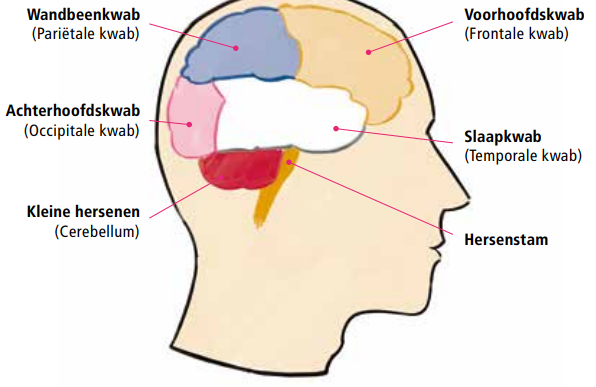 Wandbeenkwab
(Pariëtale kwab)
Voorhoofdskwab
(Frontale kwab)
Achterhoofdskwab
(Occipitale kwab)
Slaapkwab
(Temporale kwab)
Kleine hersenen
(Cerebellum)
Hersenstam